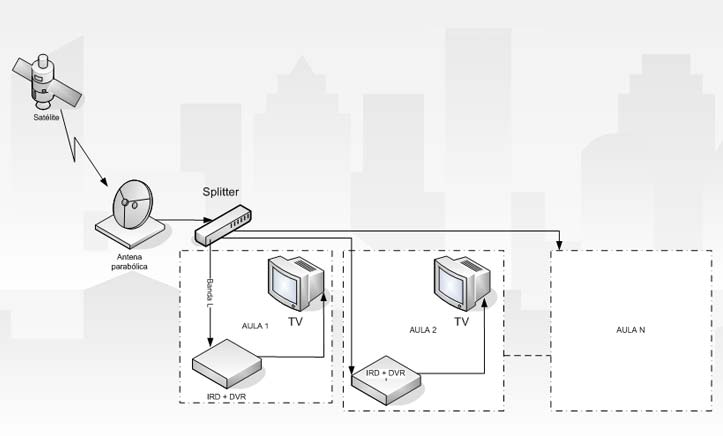 Satélite
Splitter
Antena
parabólica
Banda L
TV
AULA 1
IRD + DVR
TV
AULA 2
IRD + DVR
AULA N